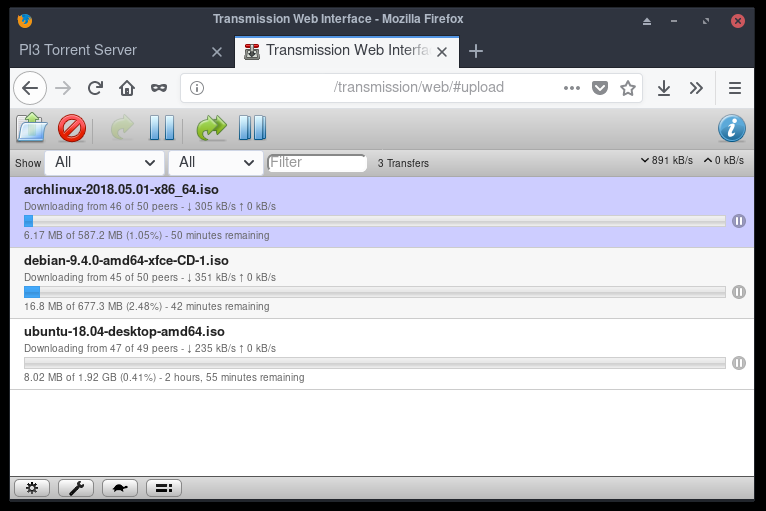 Transmission Web Interface - Mozilla Firefox
PI3 Torrent Server
Transmission Web Interfa
/transmission/web/#upload
Show All All Filter 3 Transfers 891 kB/s 0 kB/s
archlinux-2018.05.01-x86_64.iso
Downloading from 46 of 50 peers - ↓ 305 kB/s ↑ 0 kB/s
6.17 MB of 587.2 MB (1.05%) - 50 minutes remaining
debian-9.4.0-amd64-xfce-CD-1.iso
Downloading from 45 of 50 peers - ↓ 351 kB/s ↑ 0 kB/s
16.8 MB of 677.3 MB (2.48%) - 42 minutes remaining
ubuntu-18.04-desktop-amd64.iso
Downloading from 47 of 49 peers - ↓ 235 kB/s ↑ 0 kB/s
8.02 MB of 1.92 GB (0.41%) - 2 hours, 55 minutes remaining